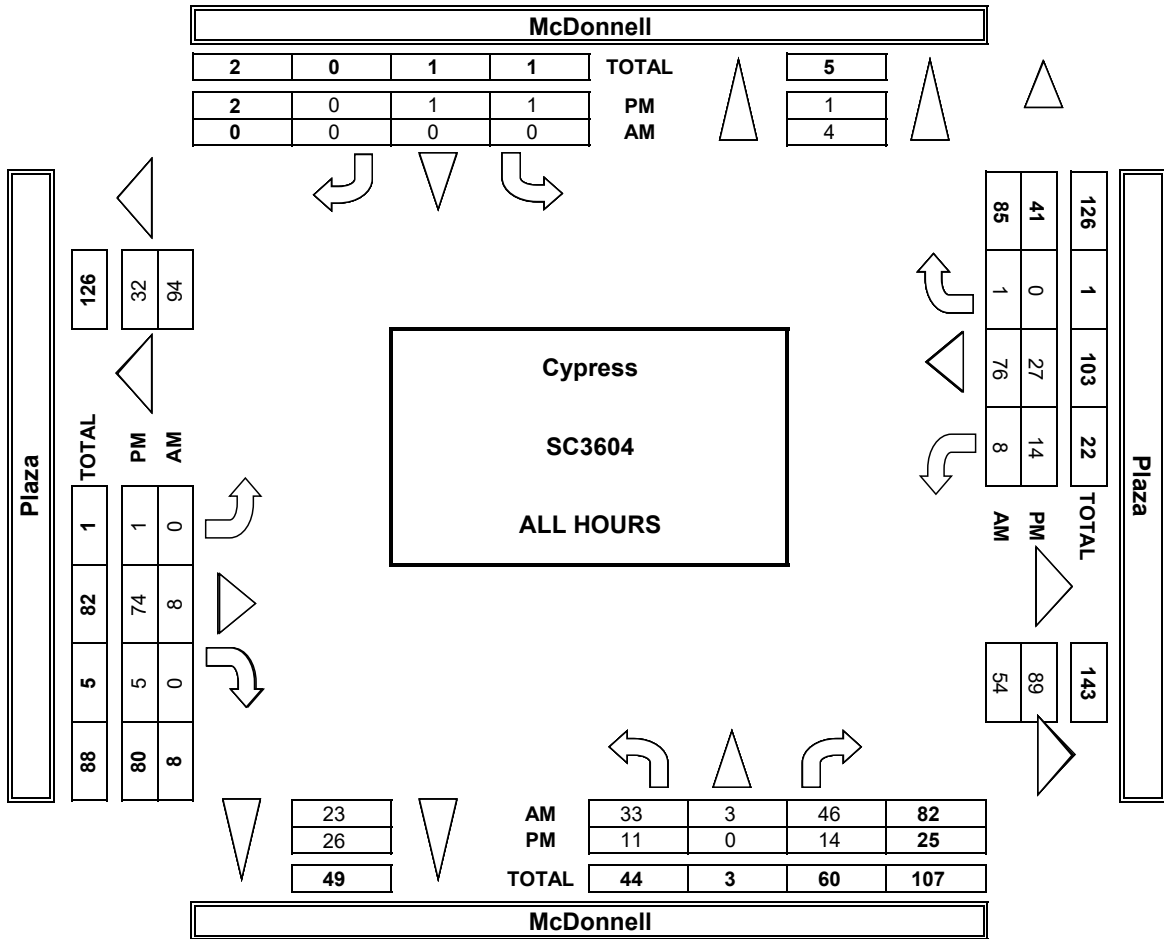 McDonnell
2 0 1 1 TOTAL 5
2 0 1 1 PM 1
0 0 0 0 AM 4
Plaza
126
32 94
TOTAL PM AM
1 1 0
82 74 8
5 5 0
88 80 8
Cypress
SC3604
ALL HOURS
85 41 126
1 0 1
76 27 103
8 14 22
AM PM TOTAL
54 89 143
Plaza
23 AM 33 3 46 82
26 PM 11 0 14 25
49 TOTAL 44 3 60 107
McDonnell